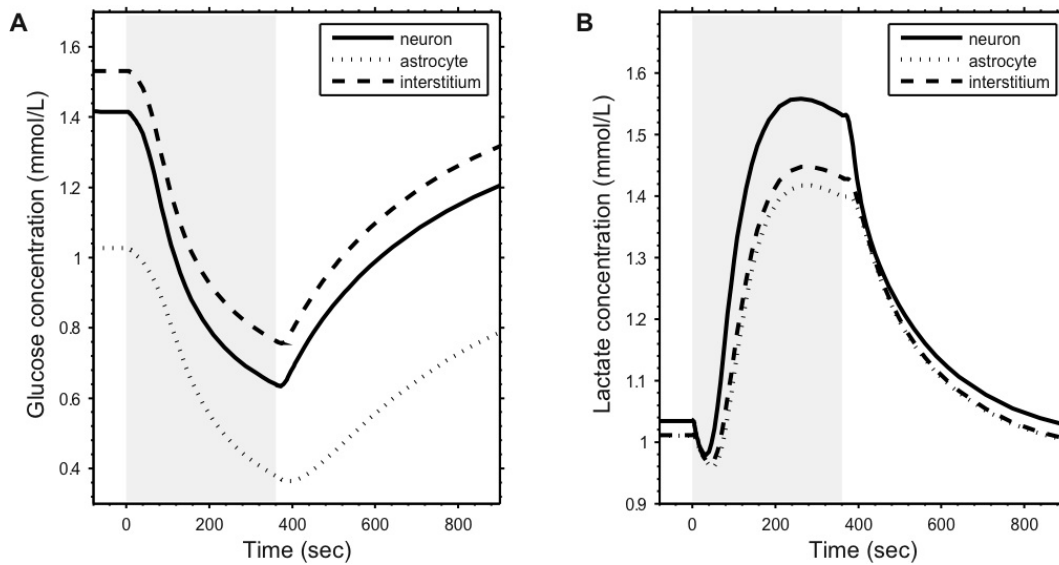 A
neuron
astrocyte
interstitium
1.6
1.4
1.2
1
0.8
0.6
0.4
Glucose concentration (mmol/L)
0
200
400
600
800
Time (sec)
B
neuron
astrocyte
interstitium
1.6
1.5
1.4
1.3
1.2
1.1
1
0.9
Lactate concentration (mmol/L)
0
200
400
600
800
Time (sec)